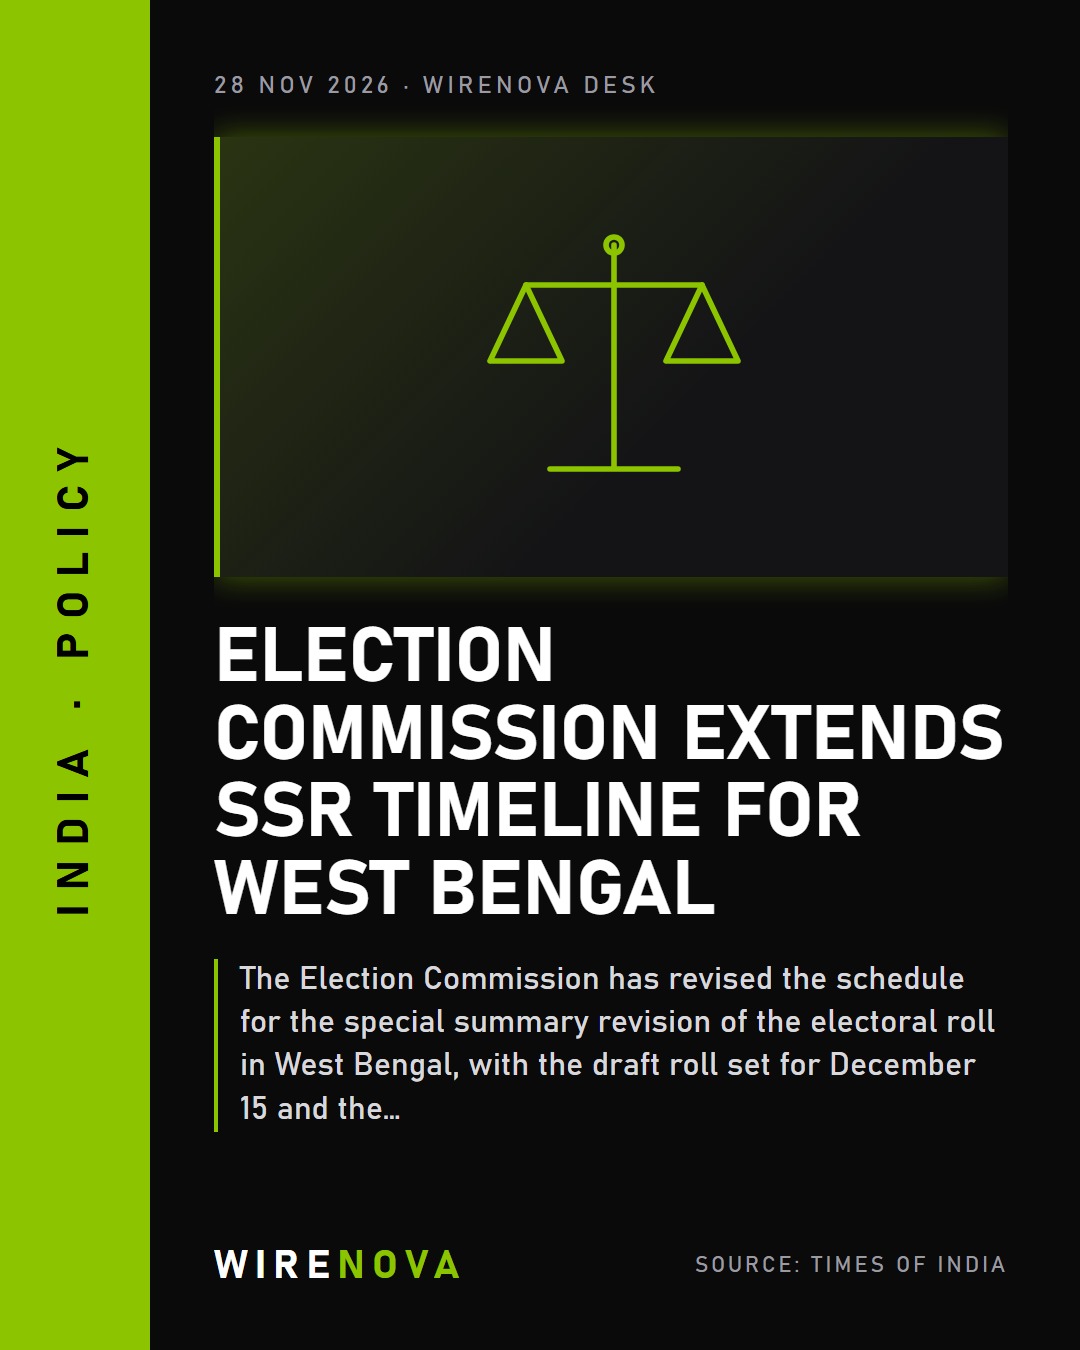 28 NOV 2026 · WIRENOVA DESK
INDIA · POLICY
ELECTION
COMMISSION EXTENDS
SSR TIMELINE FOR
WEST BENGAL
The Election Commission has revised the schedule
for the special summary revision of the electoral roll
in West Bengal, with the draft roll set for December
15 and the…
WIRENOVA
SOURCE: TIMES OF INDIA